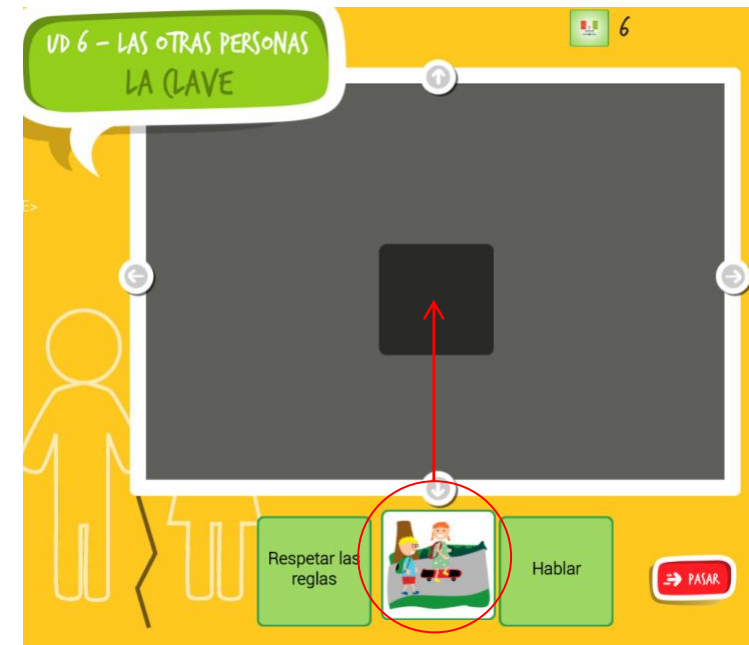 UD 6 – LAS OTRAS PERSONAS
LA CLAVE
6
E>
Respetar las
reglas
Hablar
PASAR